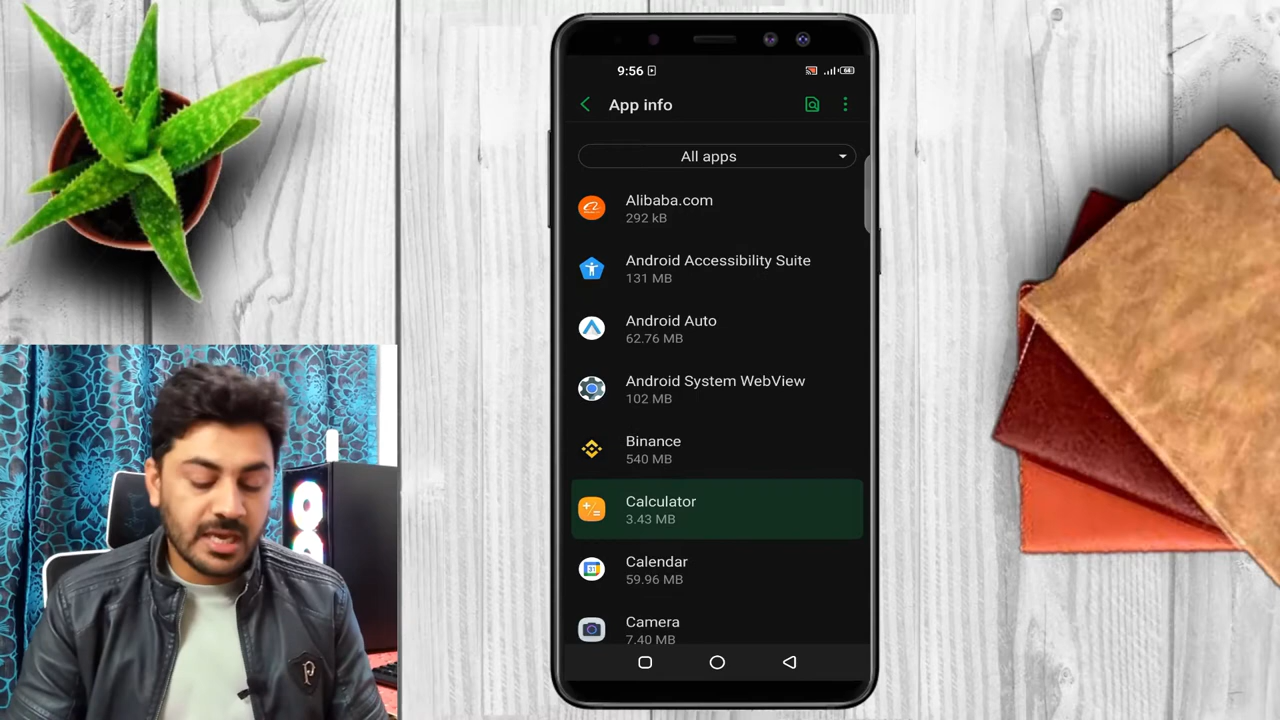 9:56
68
App info
All apps
Alibaba.com
292 kB
Android Accessibility Suite
131 MB
Android Auto
62.76 MB
Android System WebView
102 MB
Binance
540 MB
Calculator
3.43 MB
31
Calendar
59.96 MB
Camera
7.40 MB
P